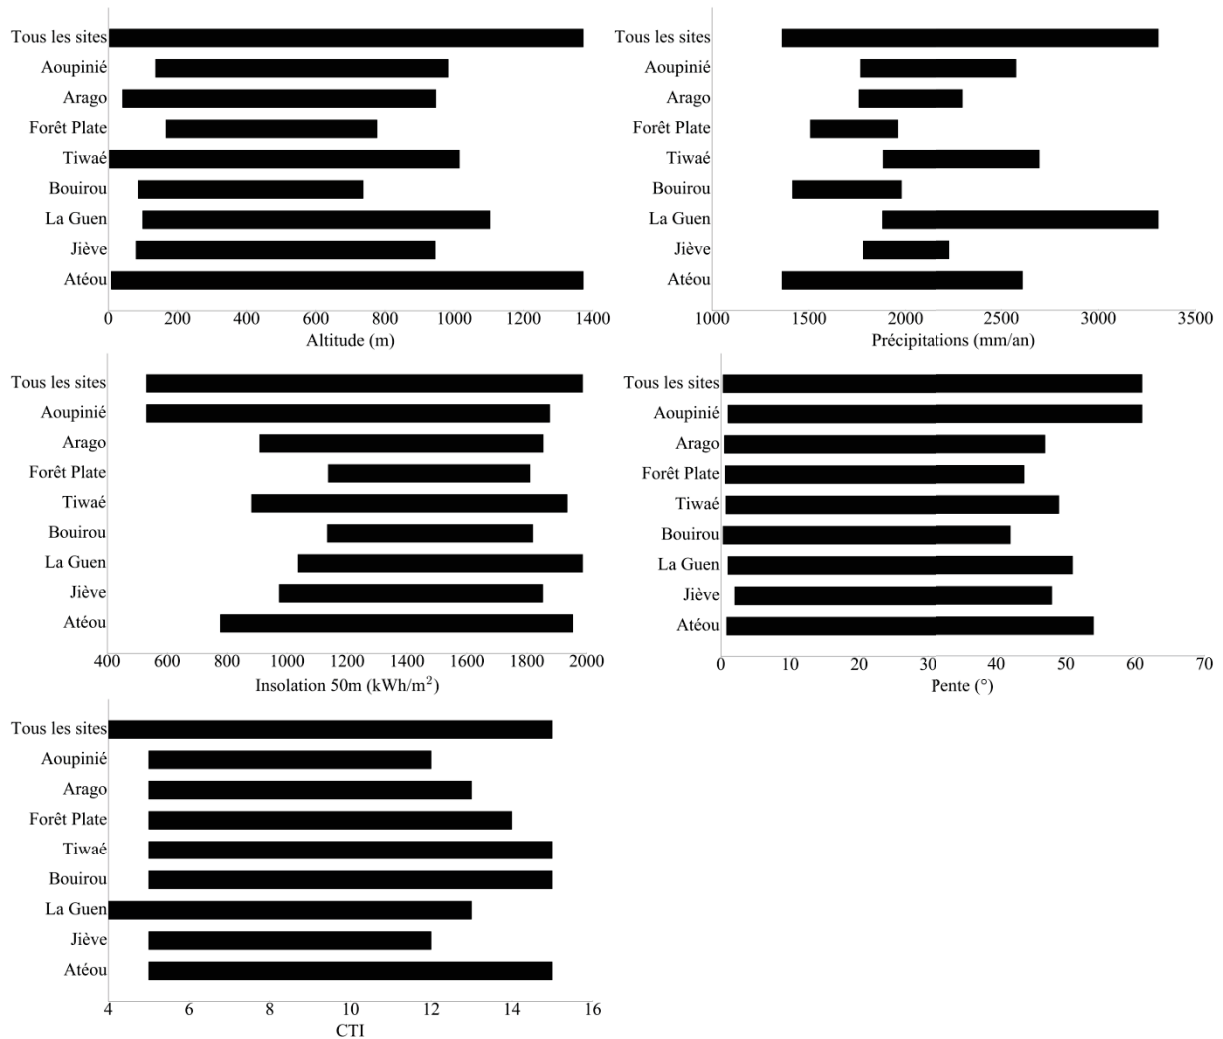 Tous les sites
Aoupinié
Arago
Forêt Plate
Tiwaé
Bouirou
La Guen
Jiève
Atéou
0 200 400 600 800 1000 1200 1400
Altitude (m)
Tous les sites
Aoupinié
Arago
Forêt Plate
Tiwaé
Bouirou
La Guen
Jiève
Atéou
1000 1500 2000 2500 3000 3500
Précipitations (mm/an)
Tous les sites
Aoupinié
Arago
Forêt Plate
Tiwaé
Bouirou
La Guen
Jiève
Atéou
400 600 800 1000 1200 1400 1600 1800 2000
Insolation 50m (kWh/m²)
Tous les sites
Aoupinié
Arago
Forêt Plate
Tiwaé
Bouirou
La Guen
Jiève
Atéou
0 10 20 30 40 50 60 70
Pente (°)
Tous les sites
Aoupinié
Arago
Forêt Plate
Tiwaé
Bouirou
La Guen
Jiève
Atéou
4 6 8 10 12 14 16
CTI